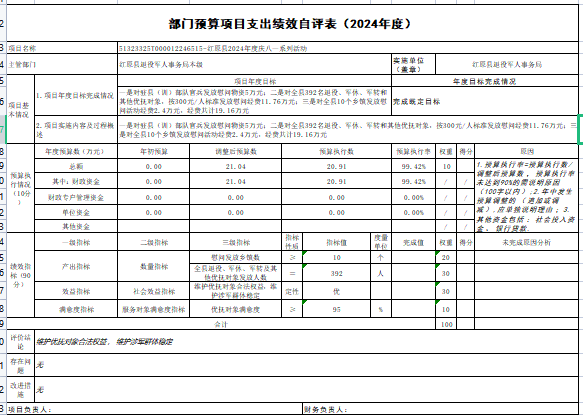 部门预算项目支出绩效自评表（2024年度）
项目名称 51323325T000012246515-红原县2024年度庆八一系列活动
主管部门 红原县退役军人事务局本级 实施单位（盖章） 红原县退役军人事务局
项目基本情况
1. 项目年度目标完成情况
项目年度目标 年度目标完成情况
一是对驻县（训）部队官兵发放慰问物资5万元；二是对全县392名退役、军休、军转和其他优抚对象，按300元/人标准发放慰问经费11.76万元；三是对全县10个乡镇发放慰问活动经费2.4万元，经费共计19.16万元
完成既定目标
2. 项目实施内容及过程概述
一是对驻县（训）部队官兵发放慰问物资5万元；二是对全县392名退役、军休、军转和其他优抚对象，按300元/人标准发放慰问经费11.76万元；三是对全县10个乡镇发放慰问活动经费2.4万元，经费共计19.16万元
预算执行情况（10分）
年度预算数（万元） 年初预算 调整后预算数 预算执行数 预算执行率 权重 得分 原因
总额 0.00 21.04 20.91 99.42% 10
其中：财政资金 0.00 21.04 20.91 99.42% / /
财政专户管理资金 0.00 0.00 0.00 0.00% / /
单位资金 0.00 0.00 0.00 0.00% / /
其他资金 / /
1.预算执行率=预算执行数/调整后预算数，预算执行率未达到90%的需说明原因（100字以内）；2.年中发生预算调整的（追加或调减），应单独说明理由；3.其他资金包括：社会投入资金、银行贷款.
绩效指标（90分）
一级指标 二级指标 三级指标 指标性质 指标值 度量单位 完成值 权重 得分 未完成原因分析
产出指标 数量指标 慰问发放乡镇数 ≥ 10 个 20
全县退役、军休、军转及其他优抚对象发放人数 ＝ 392 人 30
效益指标 社会效益指标 维护优抚对象合法权益，维护涉军群体稳定 定性 优 30
满意度指标 服务对象满意度指标 优抚对象满意度 ≥ 95 % 10
合计 100
评价结论 维护优抚对象合法权益，维护涉军群体稳定
存在问题 无
改进措施 无
项目负责人： 财务负责人：